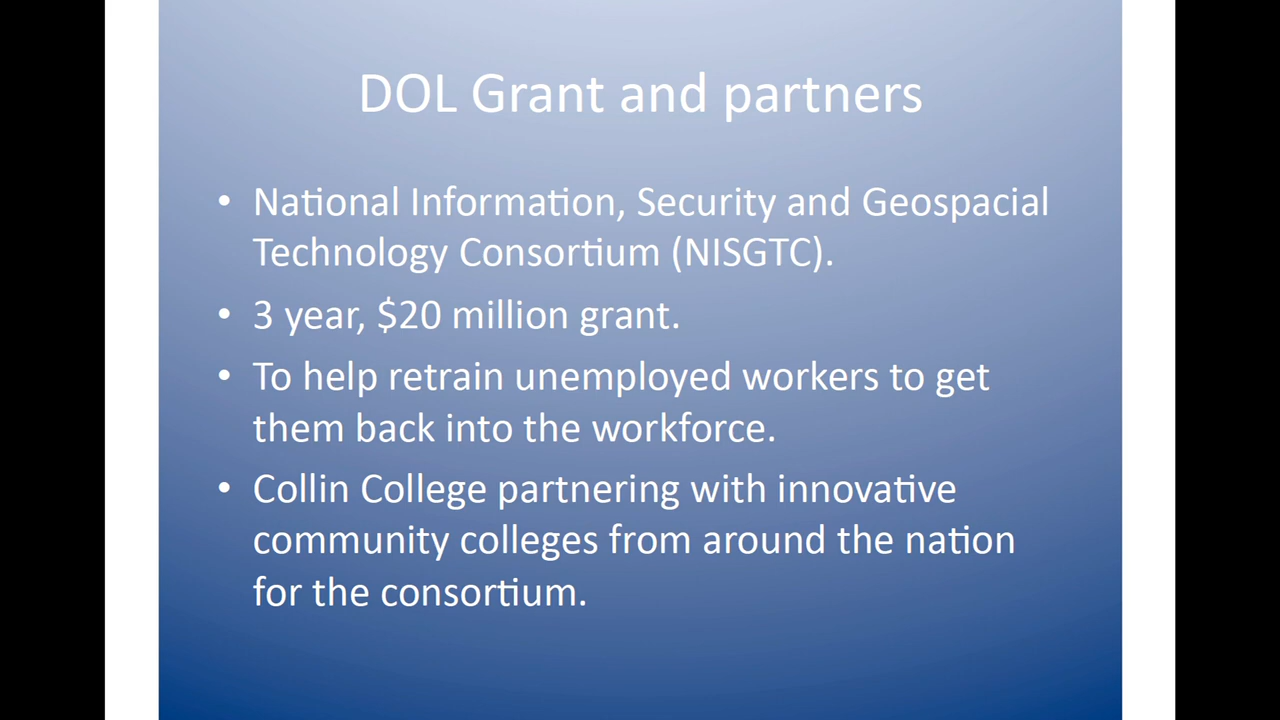 DOL Grant and partners
• National Information, Security and Geospacial
Technology Consortium (NISGTC).
• 3 year, $20 million grant.
• To help retrain unemployed workers to get
them back into the workforce.
• Collin College partnering with innovative
community colleges from around the nation
for the consortium.